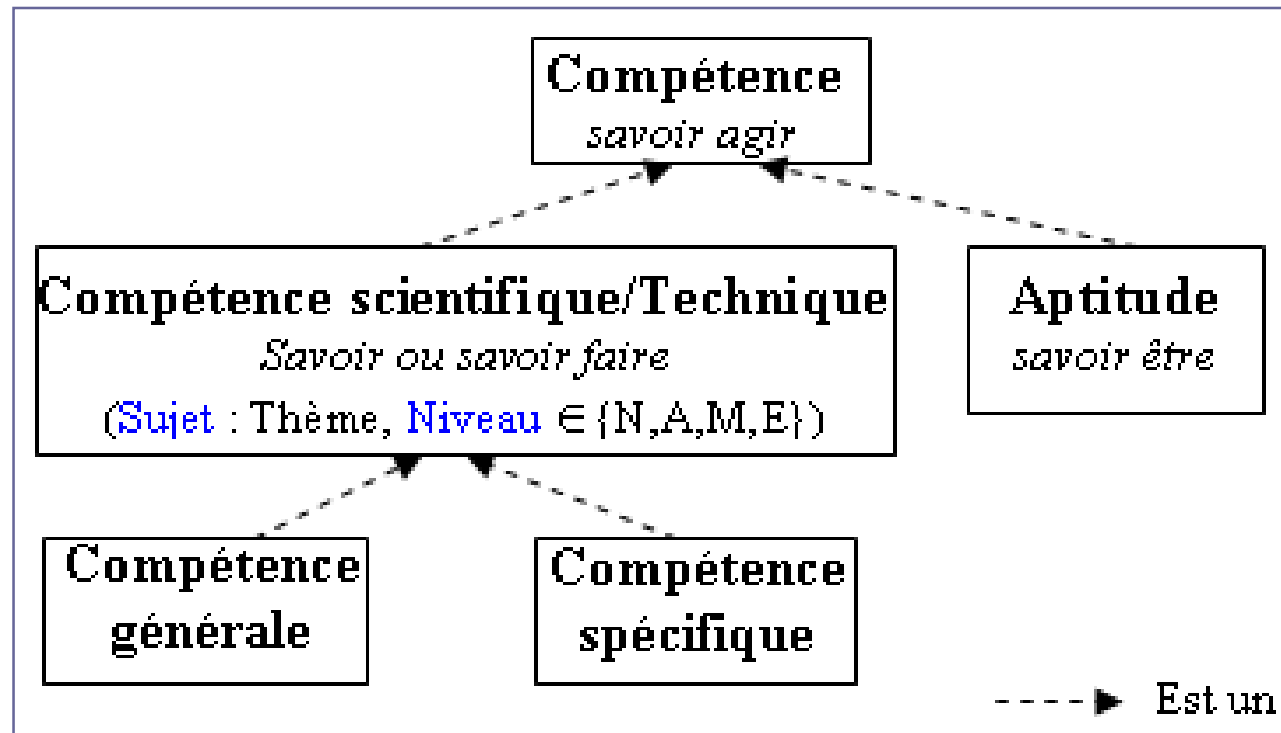 Compétence
savoir agir
Compétence scientifique/Technique
Savoir ou savoir faire
(Sujet : Thème, Niveau ∈ {N,A,M,E})
Aptitude
savoir être
Compétence
générale
Compétence
spécifique
Est un